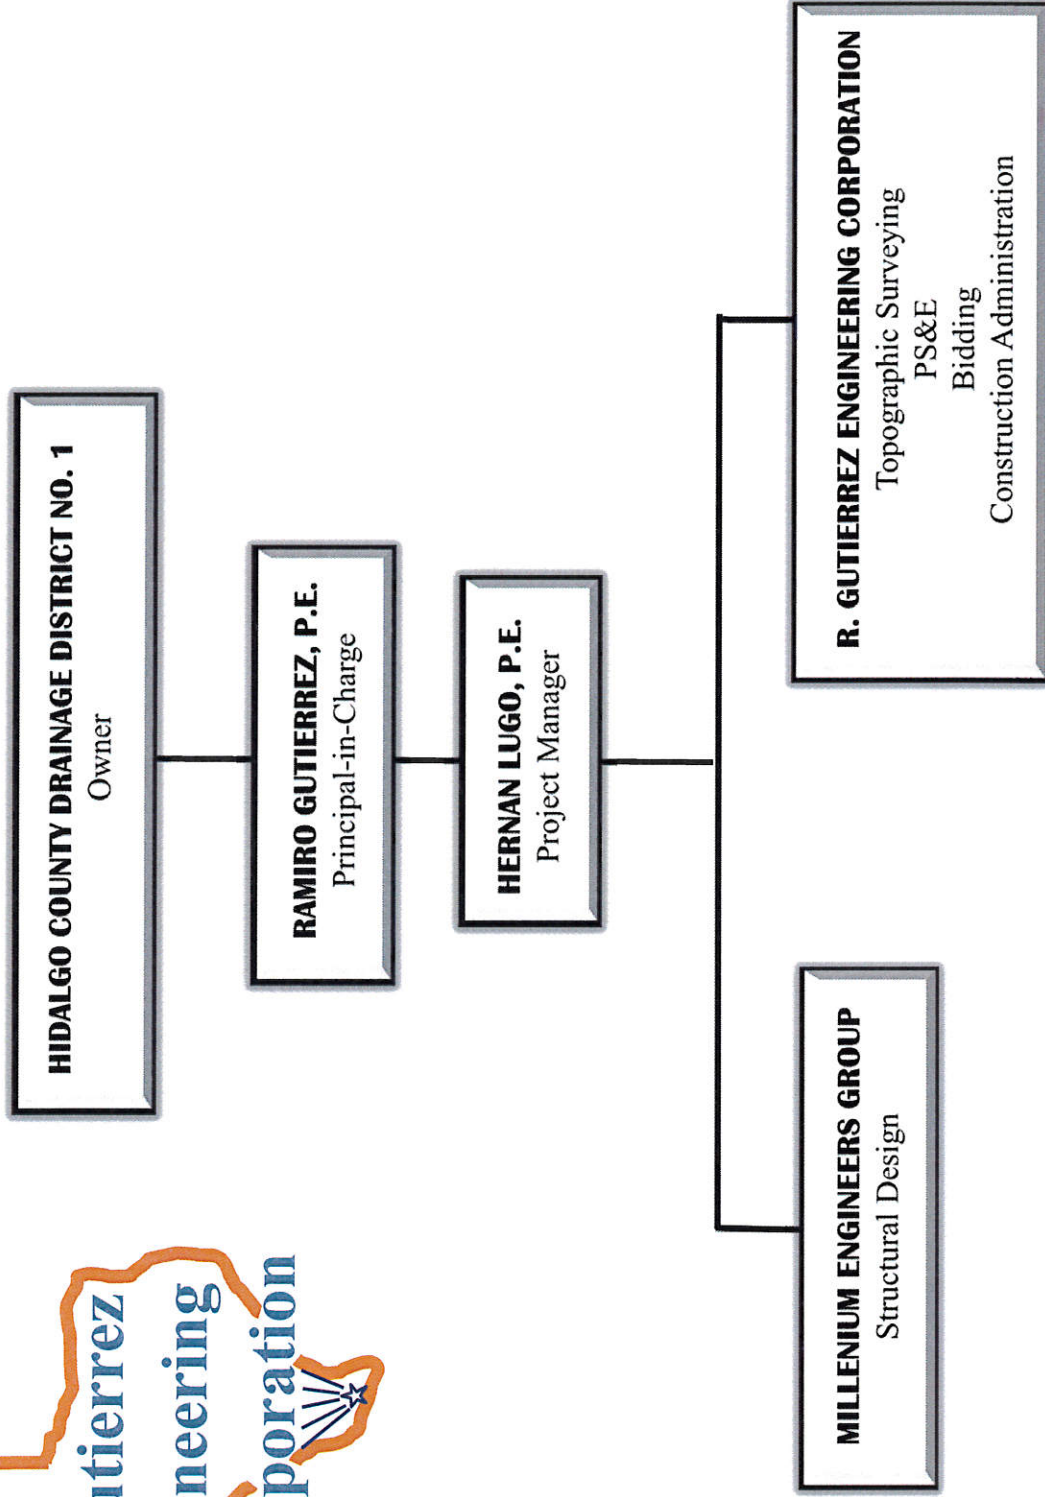 utierrez
neering
poration
HIDALGO COUNTY DRAINAGE DISTRICT NO. 1
Owner
RAMIRO GUTIERREZ, P.E.
Principal-in-Charge
HERNAN LUGO, P.E.
Project Manager
MILLENIUM ENGINEERS GROUP
Structural Design
R. GUTIERREZ ENGINEERING CORPORATION
Topographic Surveying
PS&E
Bidding
Construction Administration